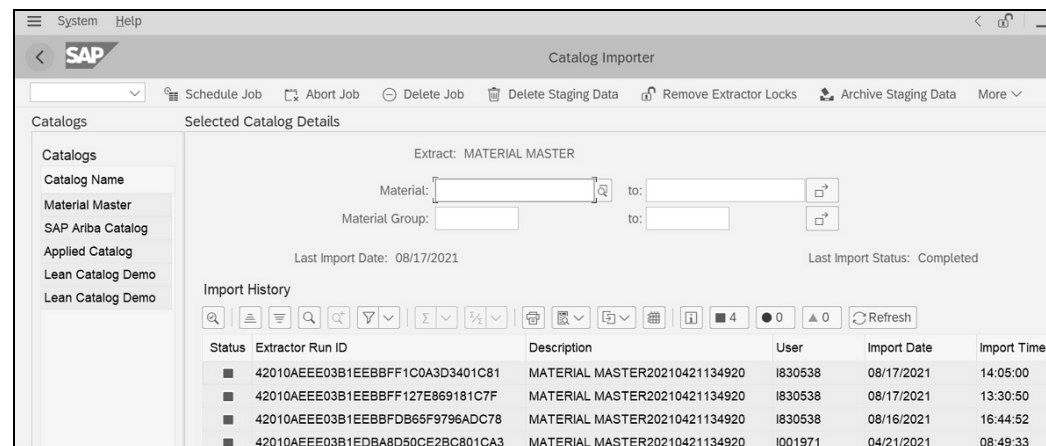 System Help
SAP Catalog Importer
Schedule Job Abort Job Delete Job Delete Staging Data Remove Extractor Locks Archive Staging Data More
Catalogs Selected Catalog Details
Catalogs
Catalog Name
Material Master
SAP Ariba Catalog
Applied Catalog
Lean Catalog Demo
Lean Catalog Demo
Extract: MATERIAL MASTER
Material: to:
Material Group: to:
Last Import Date: 08/17/2021 Last Import Status: Completed
Import History
4 0 0 Refresh
Status Extractor Run ID Description User Import Date Import Time
42010AEEE03B1EEBBFF1C0A3D3401C81 MATERIAL MASTER20210421134920 I830538 08/17/2021 14:05:00
42010AEEE03B1EEBBFF127E869181C7F MATERIAL MASTER20210421134920 I830538 08/17/2021 13:30:50
42010AEEE03B1EEBBFDB65F9796ADC78 MATERIAL MASTER20210421134920 I830538 08/16/2021 16:44:52
42010AEEE03B1EDBA8D50CE2BC801CA3 MATERIAL MASTER20210421134920 I001971 04/21/2021 08:49:33